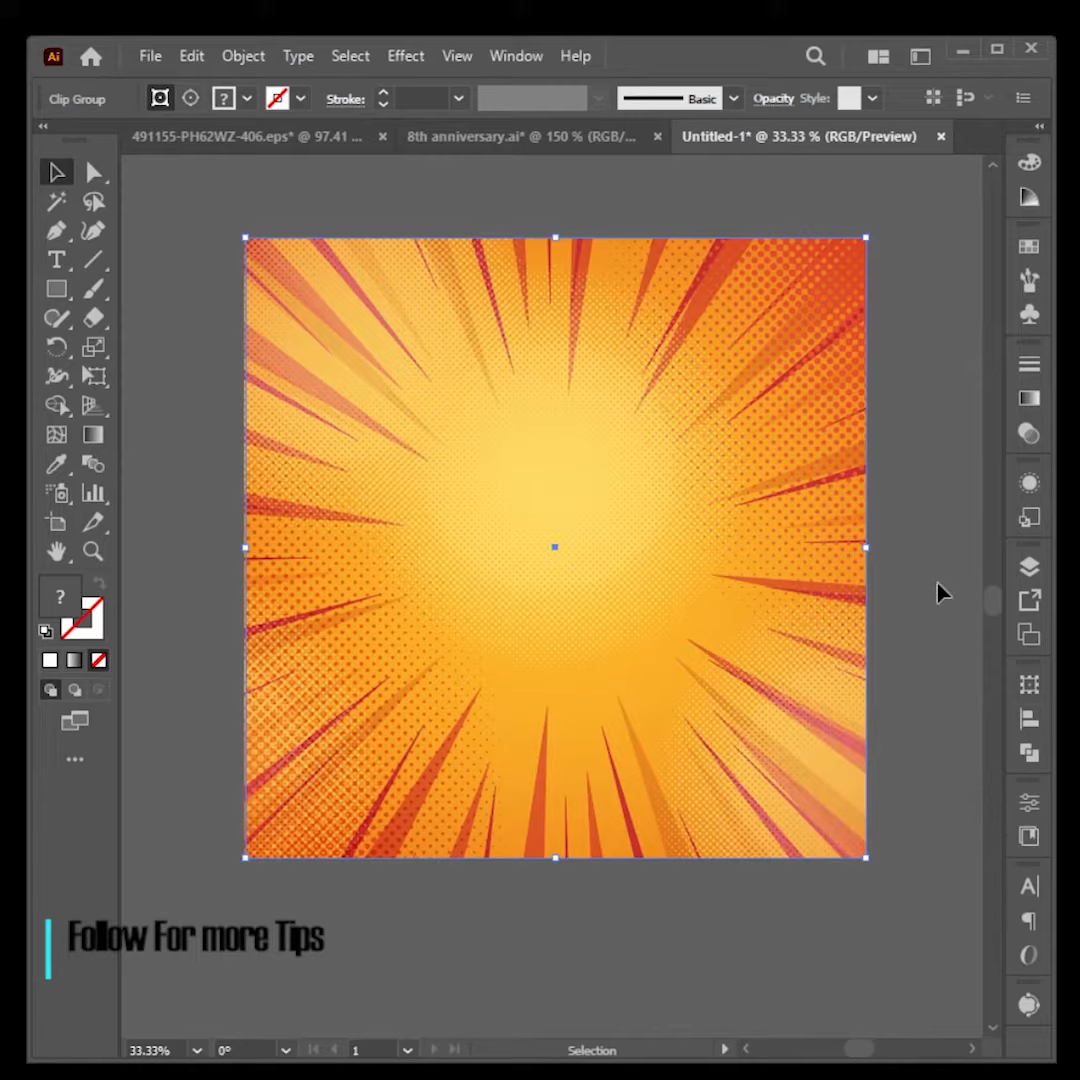 Ai File Edit Object Type Select Effect View Window Help
Clip Group ? Stroke: Basic Opacity Style:
491155-PH62WZ-406.eps* @ 97.41 ... × 8th anniversary.ai* @ 150 % (RGB/... × Untitled-1* @ 33.33 % (RGB/Preview) ×
T
?
A
Follow For more Tips
33.33% 0° 1 Selection